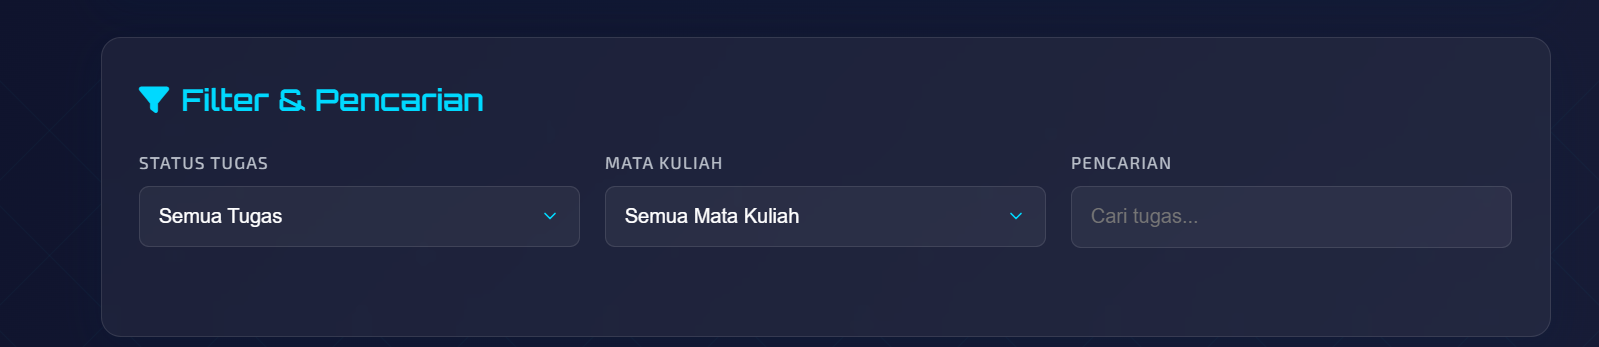 Filter & Pencarian
STATUS TUGAS
Semua Tugas
MATA KULIAH
Semua Mata Kuliah
PENCARIAN
Cari tugas...